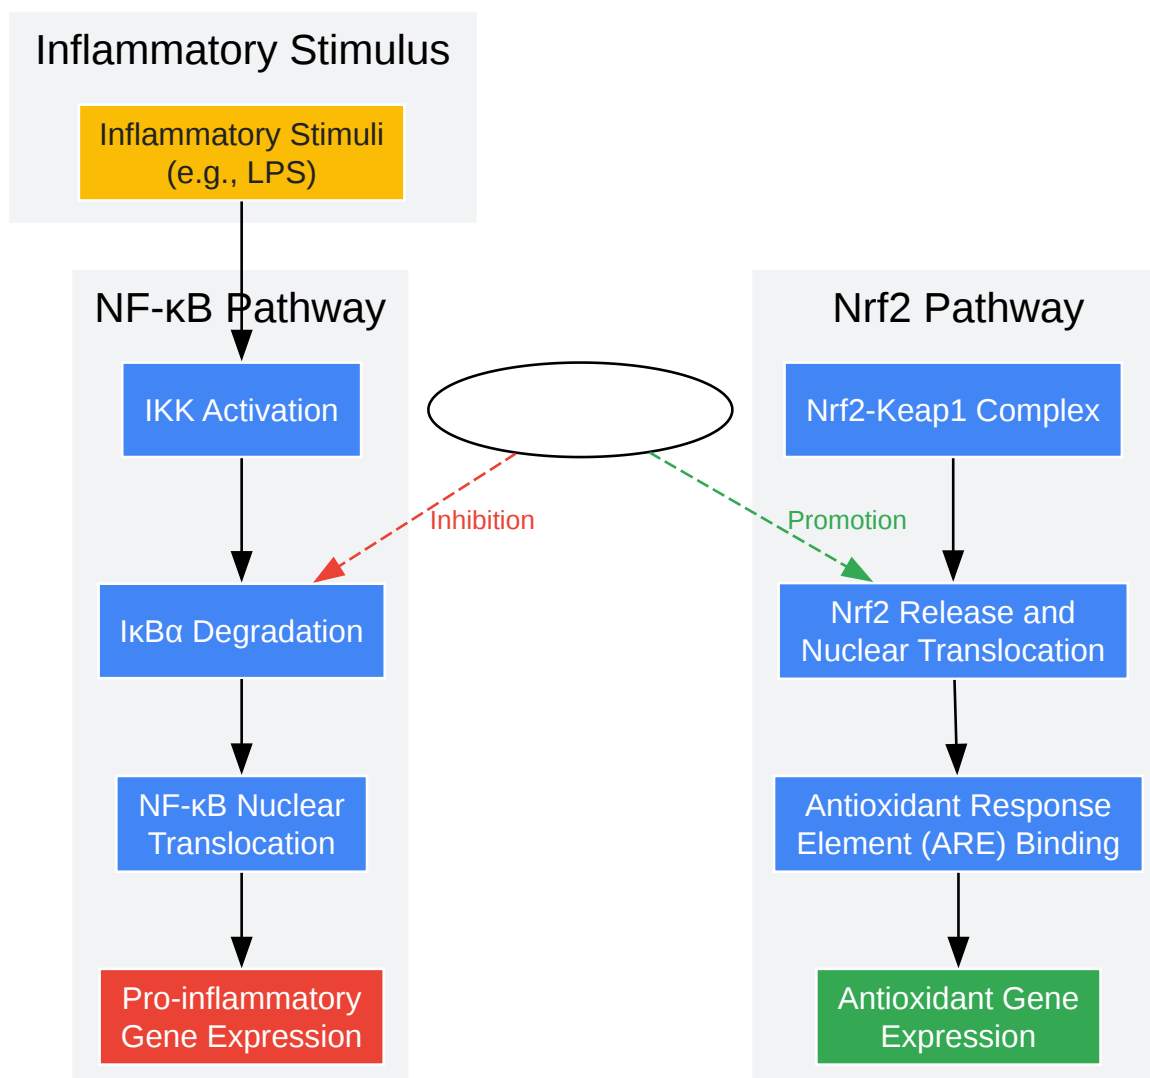 Inflammatory Stimulus
Inflammatory Stimuli
(e.g., LPS)
NF-κB Pathway
IKK Activation
Inhibition
IκBα Degradation
NF-κB Nuclear
Translocation
Pro-inflammatory
Gene Expression
Nrf2 Pathway
Nrf2-Keap1 Complex
Promotion
Nrf2 Release and
Nuclear Translocation
Antioxidant Response
Element (ARE) Binding
Antioxidant Gene
Expression